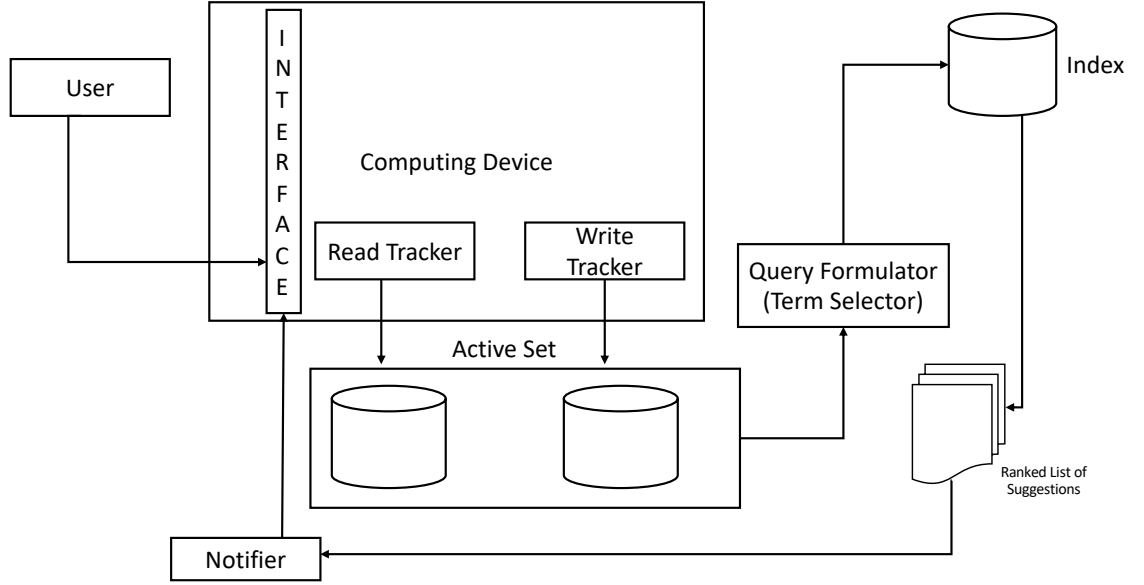 User
I
N
T
E
R
F
A
C
E
Computing Device
Index
Read Tracker
Write
Tracker
Query Formulator
(Term Selector)
Active Set
Ranked List of
Suggestions
Notifier